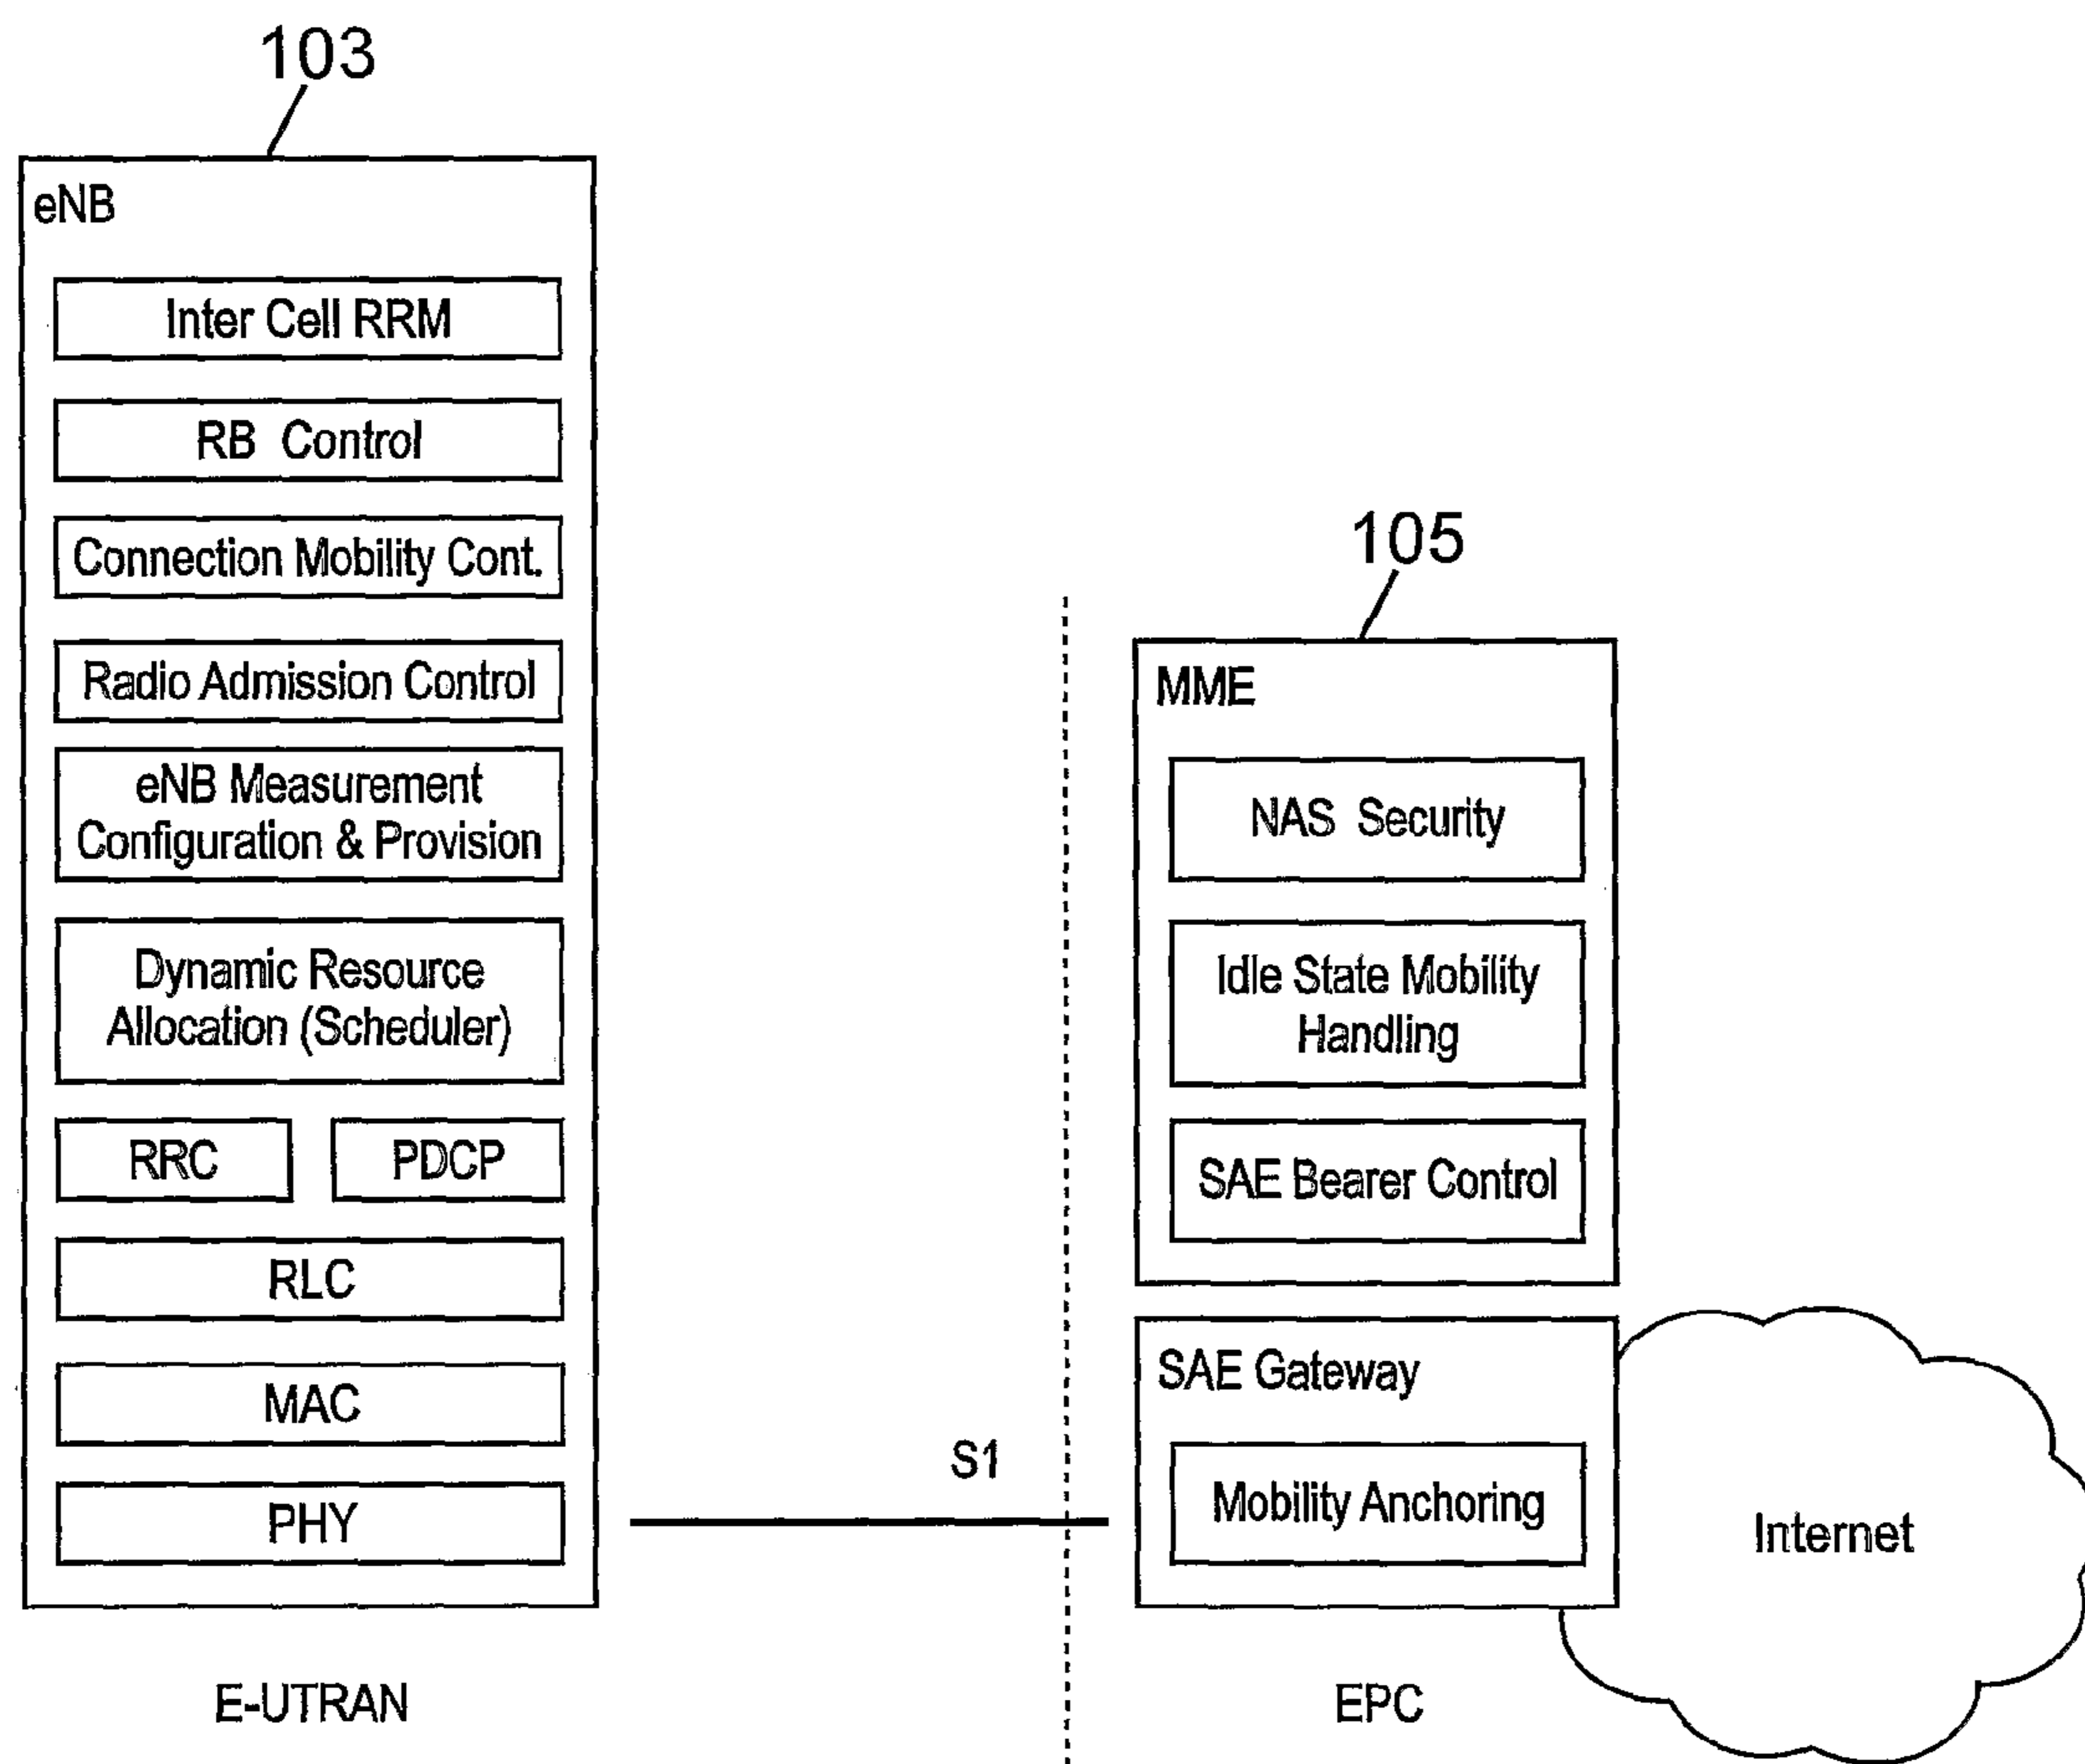 103
eNB
Inter Cell RRM
RB Control
Connection Mobility Cont.
Radio Admission Control
eNB Measurement
Configuration & Provision
Dynamic Resource
Allocation (Scheduler)
RRC
PDCP
RLC
MAC
PHY
E-UTRAN
S1
105
MME
NAS Security
Idle State Mobility
Handling
SAE Bearer Control
SAE Gateway
Mobility Anchoring
EPC
Internet